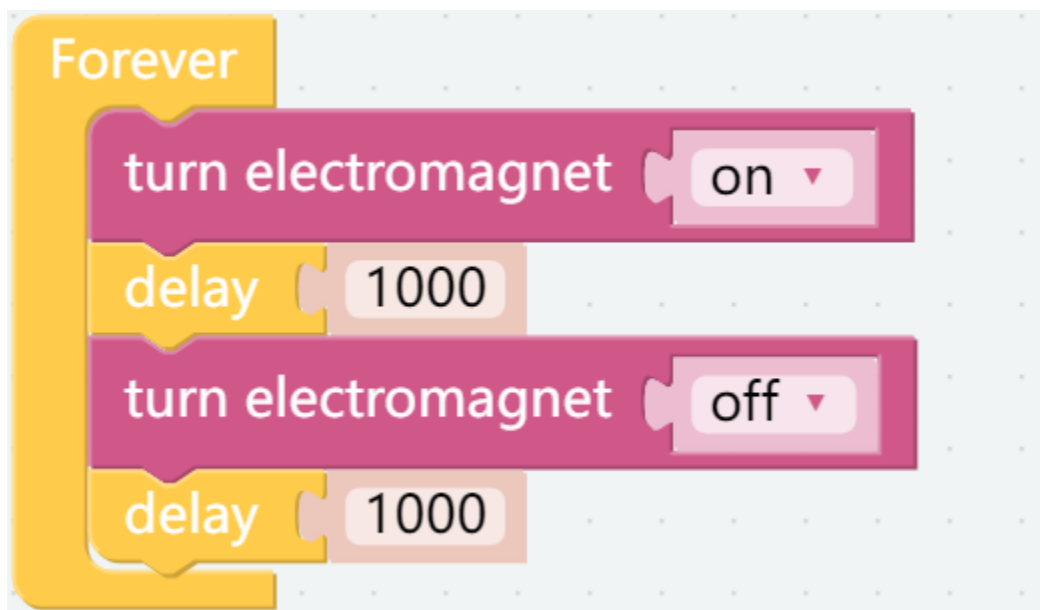 Forever
turn electromagnet on
delay 1000
turn electromagnet off
delay 1000